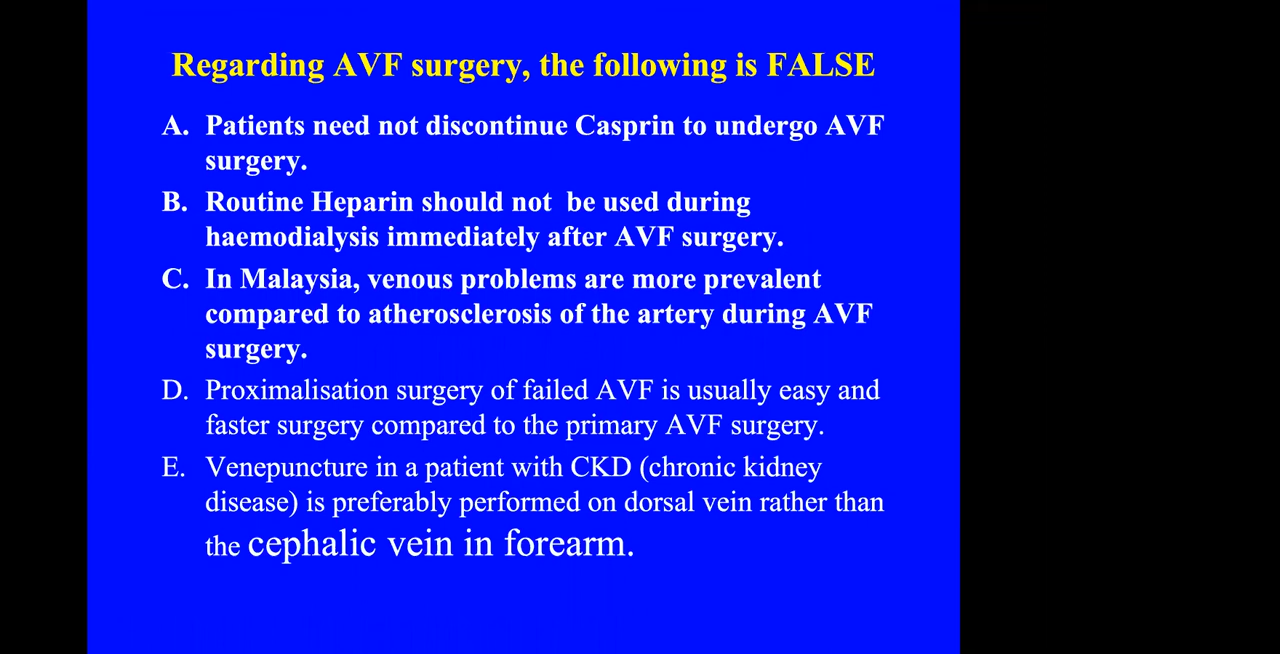 Regarding AVF surgery, the following is FALSE
A. Patients need not discontinue Casprin to undergo AVF
surgery.
B. Routine Heparin should not be used during
haemodialysis immediately after AVF surgery.
C. In Malaysia, venous problems are more prevalent
compared to atherosclerosis of the artery during AVF
surgery.
D. Proximalisation surgery of failed AVF is usually easy and
faster surgery compared to the primary AVF surgery.
E. Venepuncture in a patient with CKD (chronic kidney
disease) is preferably performed on dorsal vein rather than
the cephalic vein in forearm.